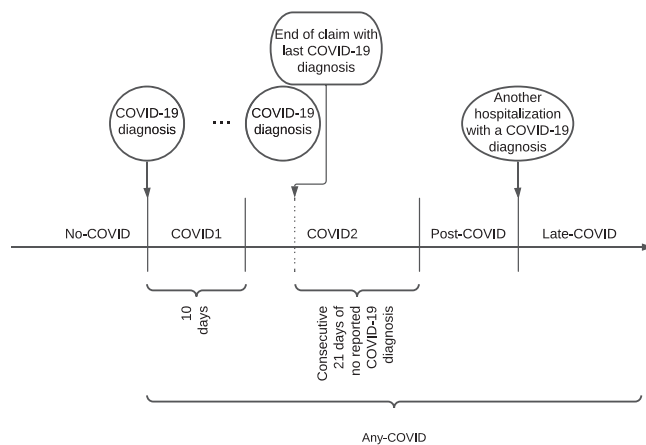 End of claim with
last COVID-19
diagnosis
COVID-19
diagnosis
...
COVID-19
diagnosis
Another
hospitalization
with a COVID-19
diagnosis
No-COVID
COVID1
COVID2
Post-COVID
Late-COVID
10
days
Consecutive
21 days of
no reported
COVID-19
diagnosis
Any-COVID